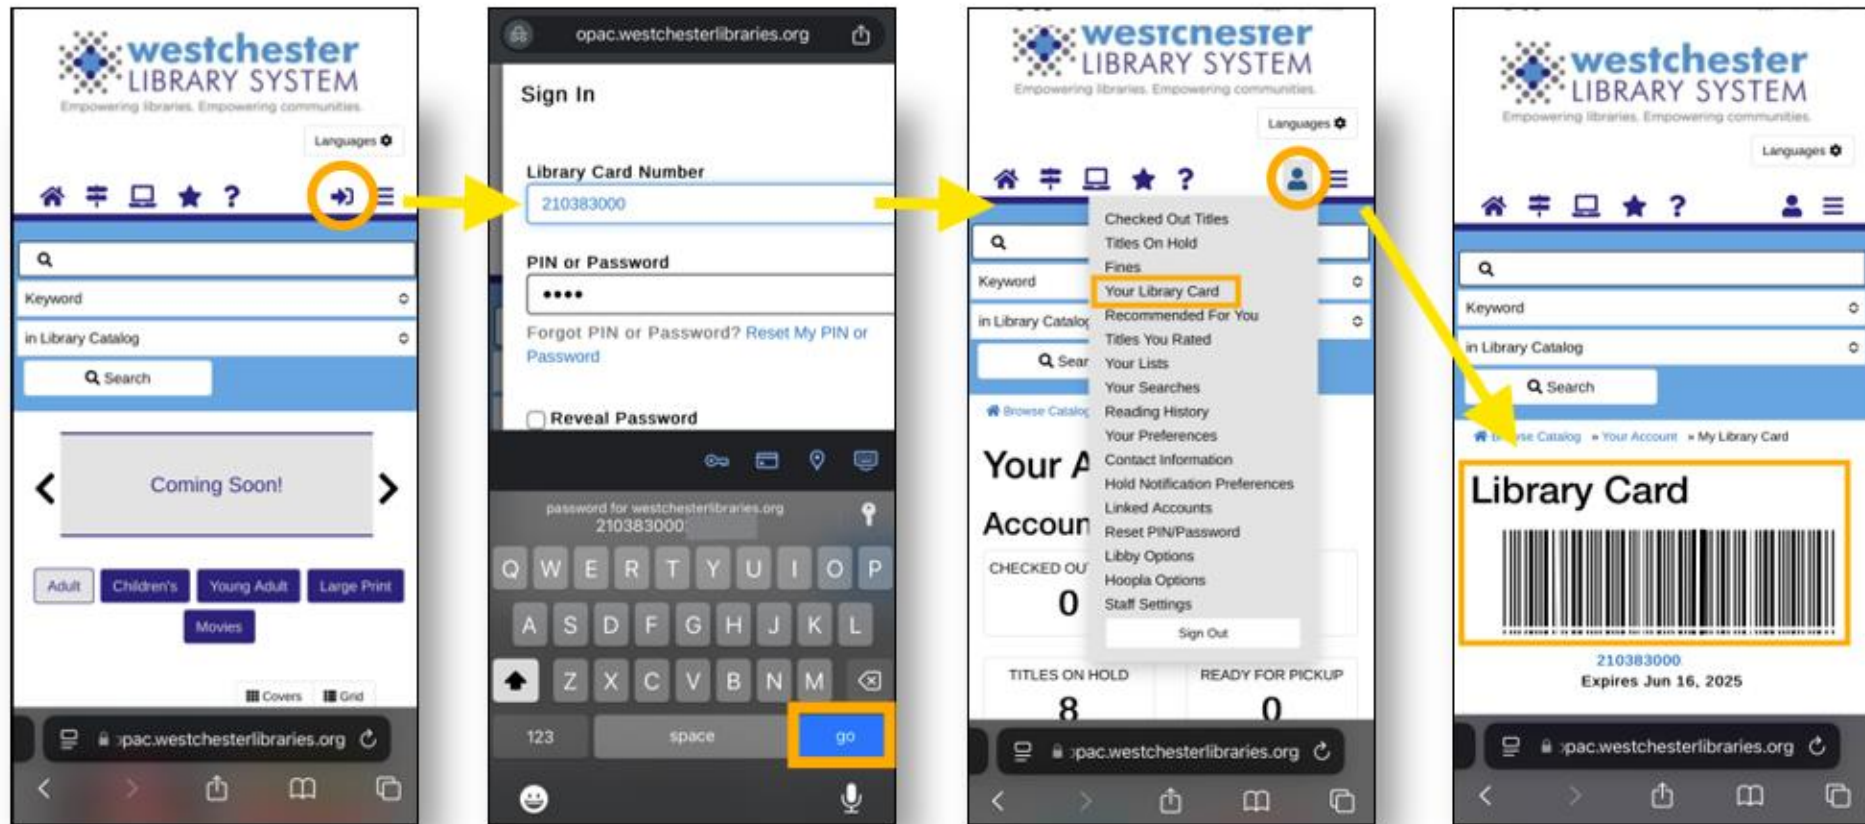 westchester
LIBRARY SYSTEM
Empowering libraries. Empowering communities.
Languages
?
Keyword
in Library Catalog
Search
Coming Soon!
Adult
Children's
Young Adult
Large Print
Movies
Covers
Grid
opac.westchesterlibraries.org
opac.westchesterlibraries.org
Sign In
Library Card Number
210383000
PIN or Password
••••
Forgot PIN or Password? Reset My PIN or
Password
Reveal Password
password for westchesterlibraries.org
210383000
Q W E R T Y U I O P
A S D F G H J K L
Z X C V B N M
123
space
go
westchester
LIBRARY SYSTEM
Empowering libraries. Empowering communities.
Languages
?
Checked Out Titles
Titles On Hold
Fines
Your Library Card
Recommended For You
Titles You Rated
Your Lists
Your Searches
Reading History
Your Preferences
Contact Information
Hold Notification Preferences
Linked Accounts
Reset PIN/Password
Libby Options
Hoopla Options
Staff Settings
Sign Out
Keyword
in Library Catalog
Sear
Browse Catalog
Your A
Accoun
CHECKED OU
0
TITLES ON HOLD
8
READY FOR PICKUP
0
opac.westchesterlibraries.org
westchester
LIBRARY SYSTEM
Empowering libraries. Empowering communities.
Languages
?
Keyword
in Library Catalog
Search
Browse Catalog » Your Account » My Library Card
Library Card
210383000
Expires Jun 16, 2025
opac.westchesterlibraries.org